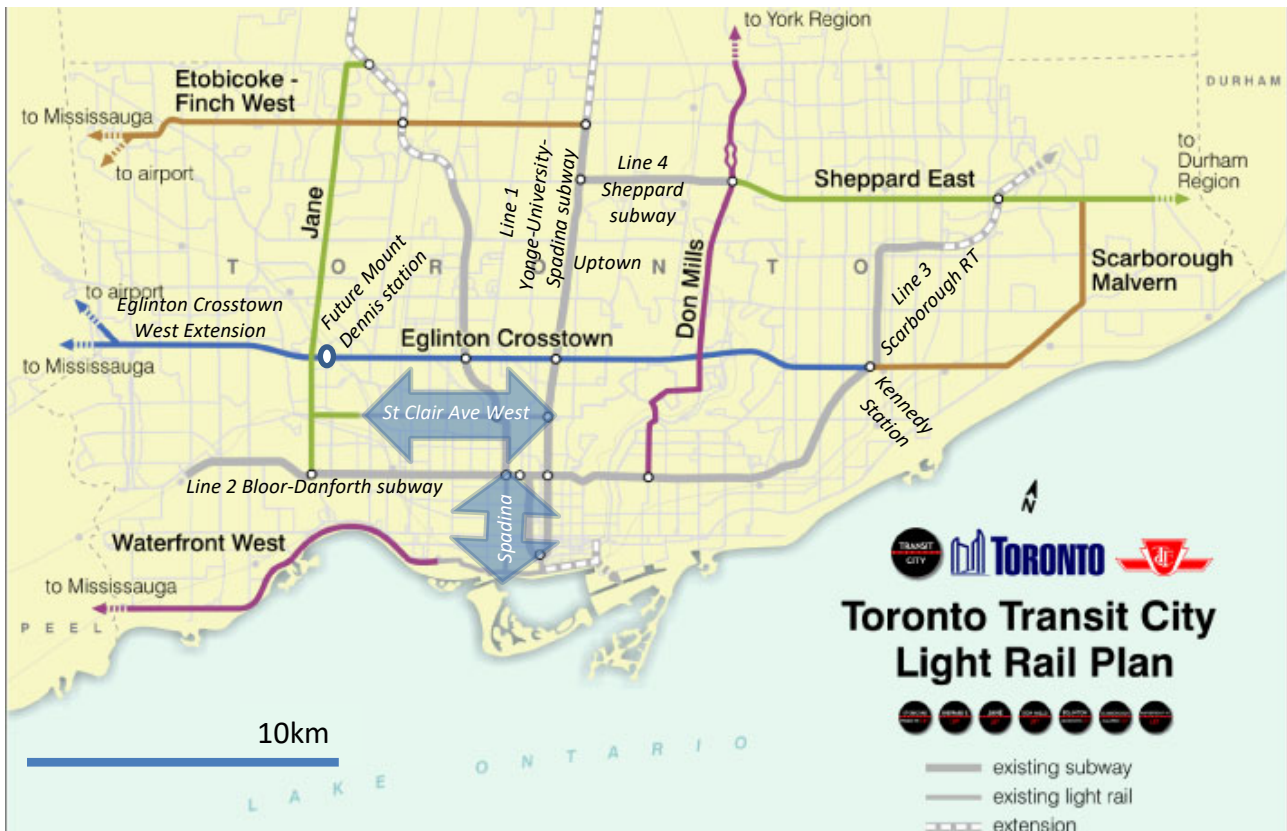 to York Region
DURHAM
Etobicoke -
Finch West
to Mississauga
to airport
Line 1
Yonge-University-
Spadina subway
Line 4
Sheppard
subway
Sheppard East
to
Durham
Region
Jane
Future Mount
Dennis station
T O R O N T O
Uptown
Don Mills
Line 3
Scarborough RT
Scarborough
Malvern
to airport
Eglinton Crosstown
West Extension
Eglinton Crosstown
to Mississauga
Kennedy
Station
St Clair Ave West
Line 2 Bloor-Danforth subway
Spadina
Waterfront West
to Mississauga
PEEL
N
TRANSIT
CITY
TORONTO
TTC
Toronto Transit City
Light Rail Plan
10km
LAKE ONTARIO
existing subway
existing light rail
extension